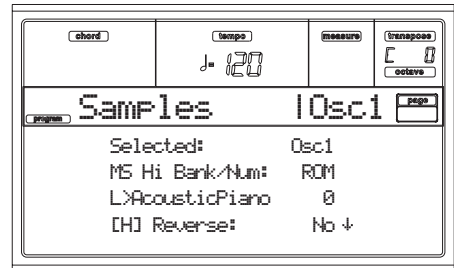 chord tempo measure transpose
♩= 120 C 0
octave
program Samples |Osc1 page
Selected: Osc1
MS Hi Bank/Num: ROM
L>AcousticPiano 0
[H] Reverse: No ↓